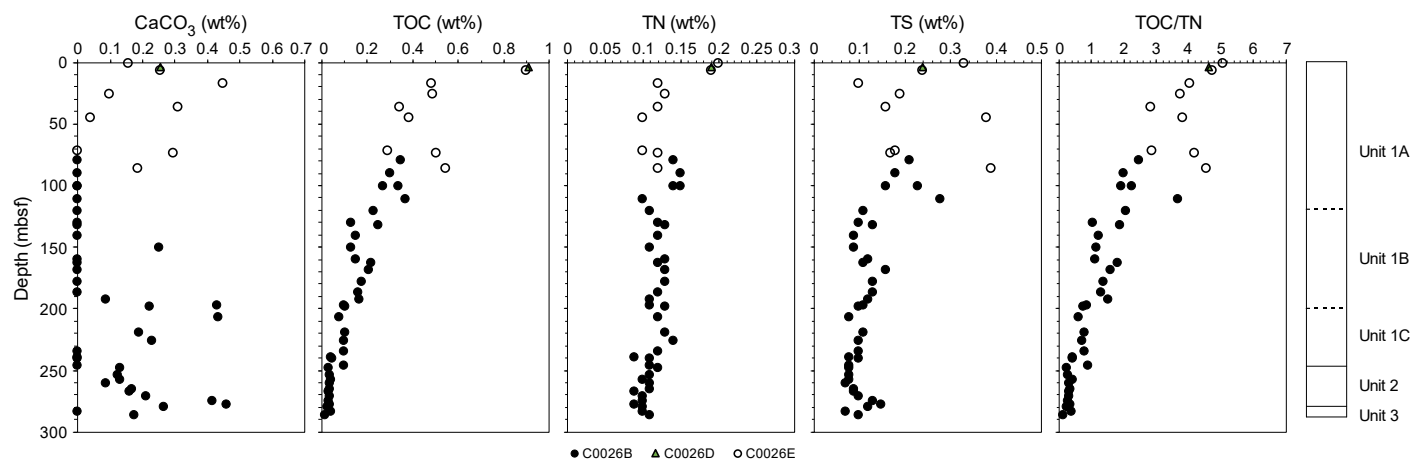 CaCO3 (wt%) TOC (wt%) TN (wt%) TS (wt%) TOC/TN
0 0.1 0.2 0.3 0.4 0.5 0.6 0.7 0 0.2 0.4 0.6 0.8 1 0 0.05 0.1 0.15 0.2 0.25 0.3 0 0.1 0.2 0.3 0.4 0.5 0 1 2 3 4 5 6 7
0
50
100
150
200
250
300
Depth (mbsf)
Unit 1A
Unit 1B
Unit 1C
Unit 2
Unit 3
C0026B C0026D C0026E